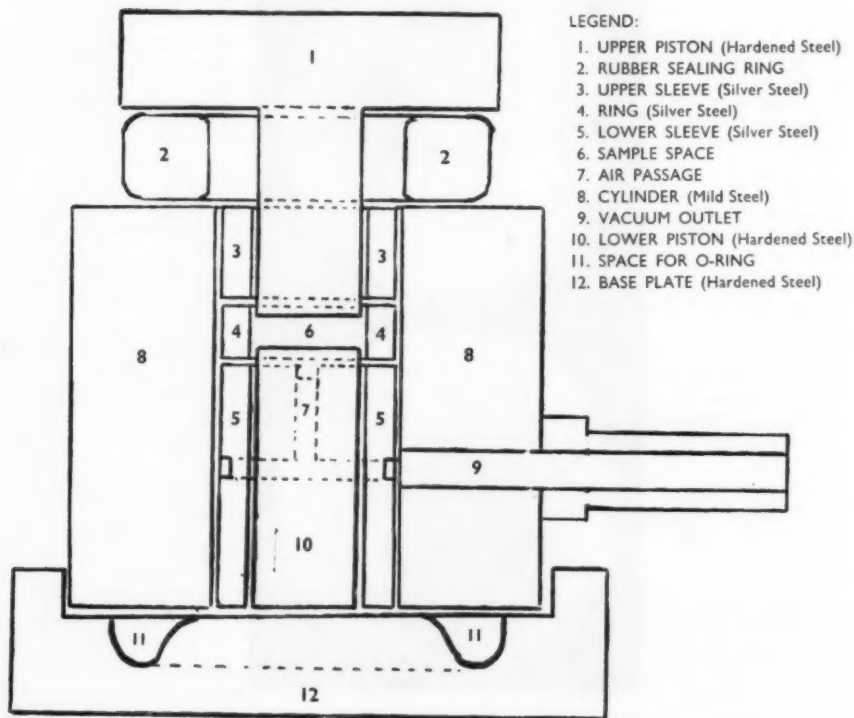 LEGEND:
1. UPPER PISTON (Hardened Steel)
2. RUBBER SEALING RING
3. UPPER SLEEVE (Silver Steel)
4. RING (Silver Steel)
5. LOWER SLEEVE (Silver Steel)
6. SAMPLE SPACE
7. AIR PASSAGE
8. CYLINDER (Mild Steel)
9. VACUUM OUTLET
10. LOWER PISTON (Hardened Steel)
11. SPACE FOR O-RING
12. BASE PLATE (Hardened Steel)
1
2 2
3 3
4 6 4
8 8
5 7 5
9
10
11 11
12